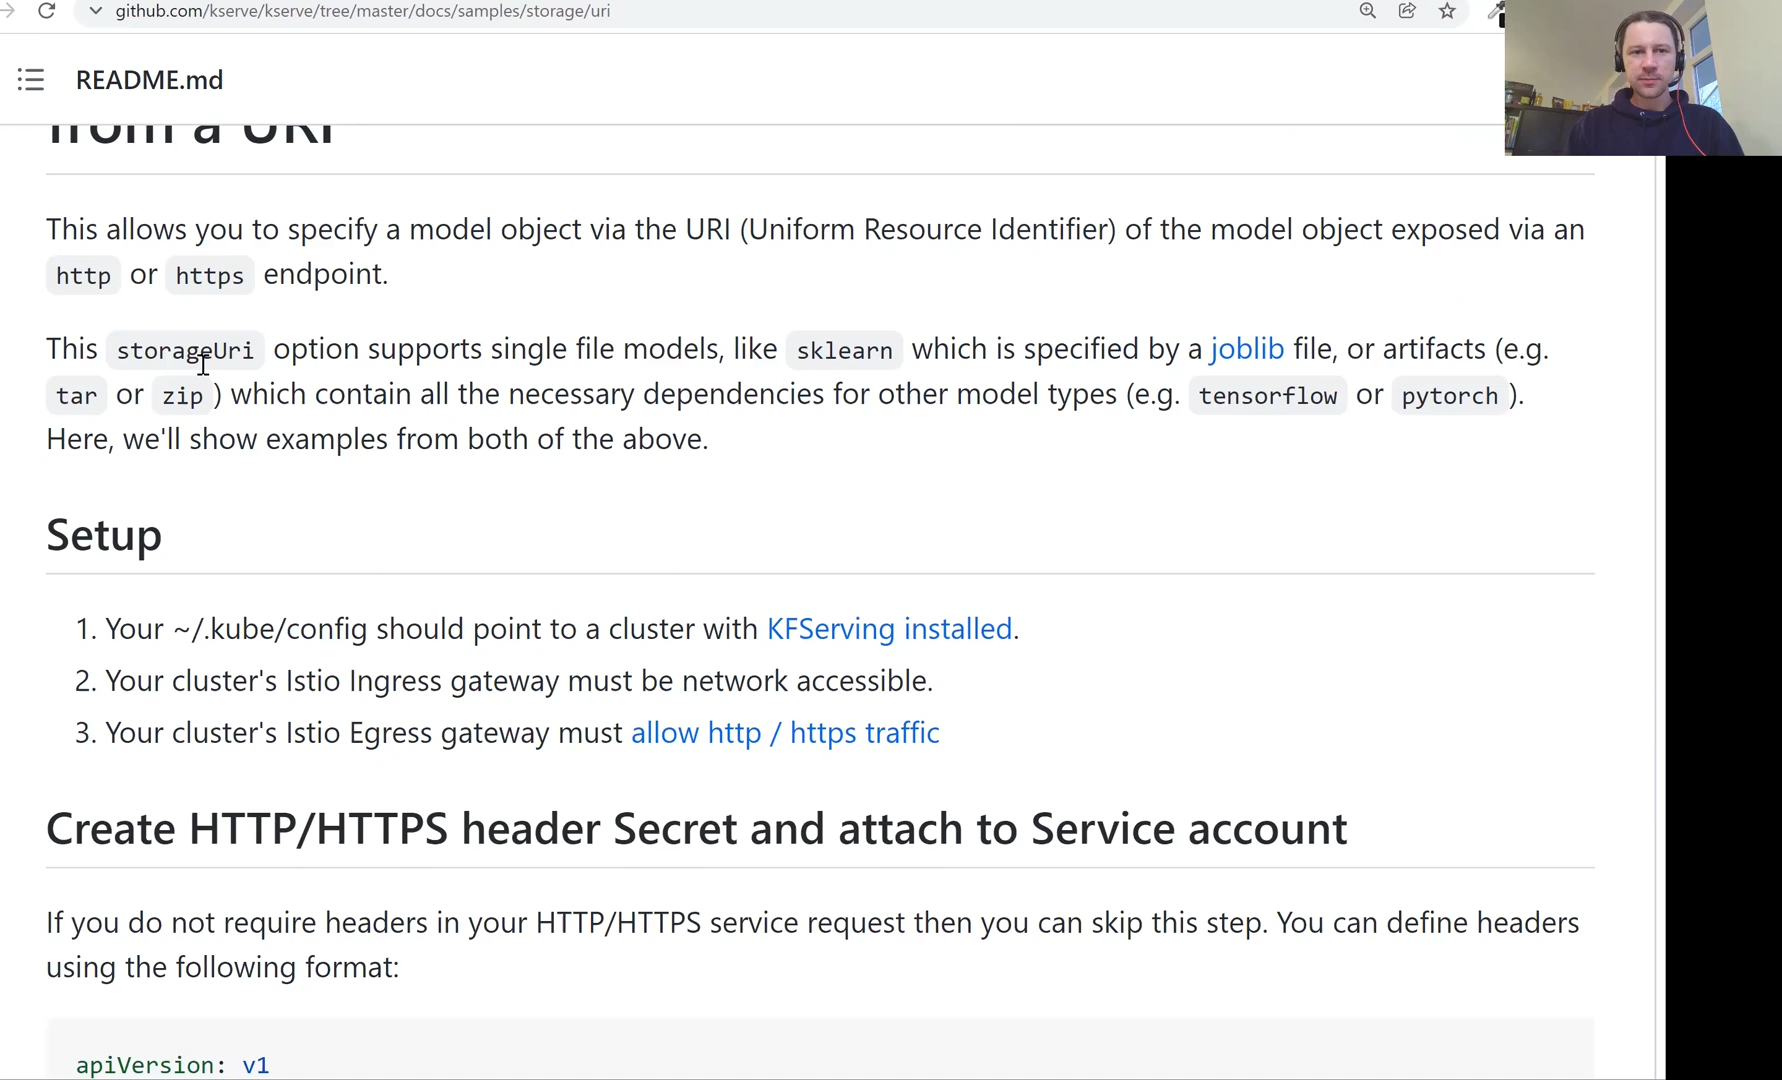 github.com/kserve/kserve/tree/master/docs/samples/storage/uri
README.md
from a URI
This allows you to specify a model object via the URI (Uniform Resource Identifier) of the model object exposed via an
http or https endpoint.
This storageUri option supports single file models, like sklearn which is specified by a joblib file, or artifacts (e.g.
tar or zip ) which contain all the necessary dependencies for other model types (e.g. tensorflow or pytorch ).
Here, we'll show examples from both of the above.
Setup
1. Your ~/.kube/config should point to a cluster with KFServing installed.
2. Your cluster's Istio Ingress gateway must be network accessible.
3. Your cluster's Istio Egress gateway must allow http / https traffic
Create HTTP/HTTPS header Secret and attach to Service account
If you do not require headers in your HTTP/HTTPS service request then you can skip this step. You can define headers
using the following format:
apiVersion: v1